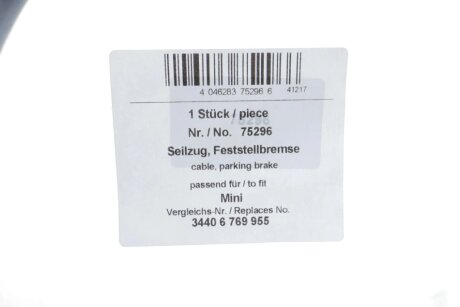 4 046283 75296 6 41217
1 Stück / piece
75296
Nr. / No. 75296
Seilzug, Feststellbremse
cable, parking brake
passend für / to fit
Mini
Vergleichs-Nr. / Replaces No.
3440 6 769 955